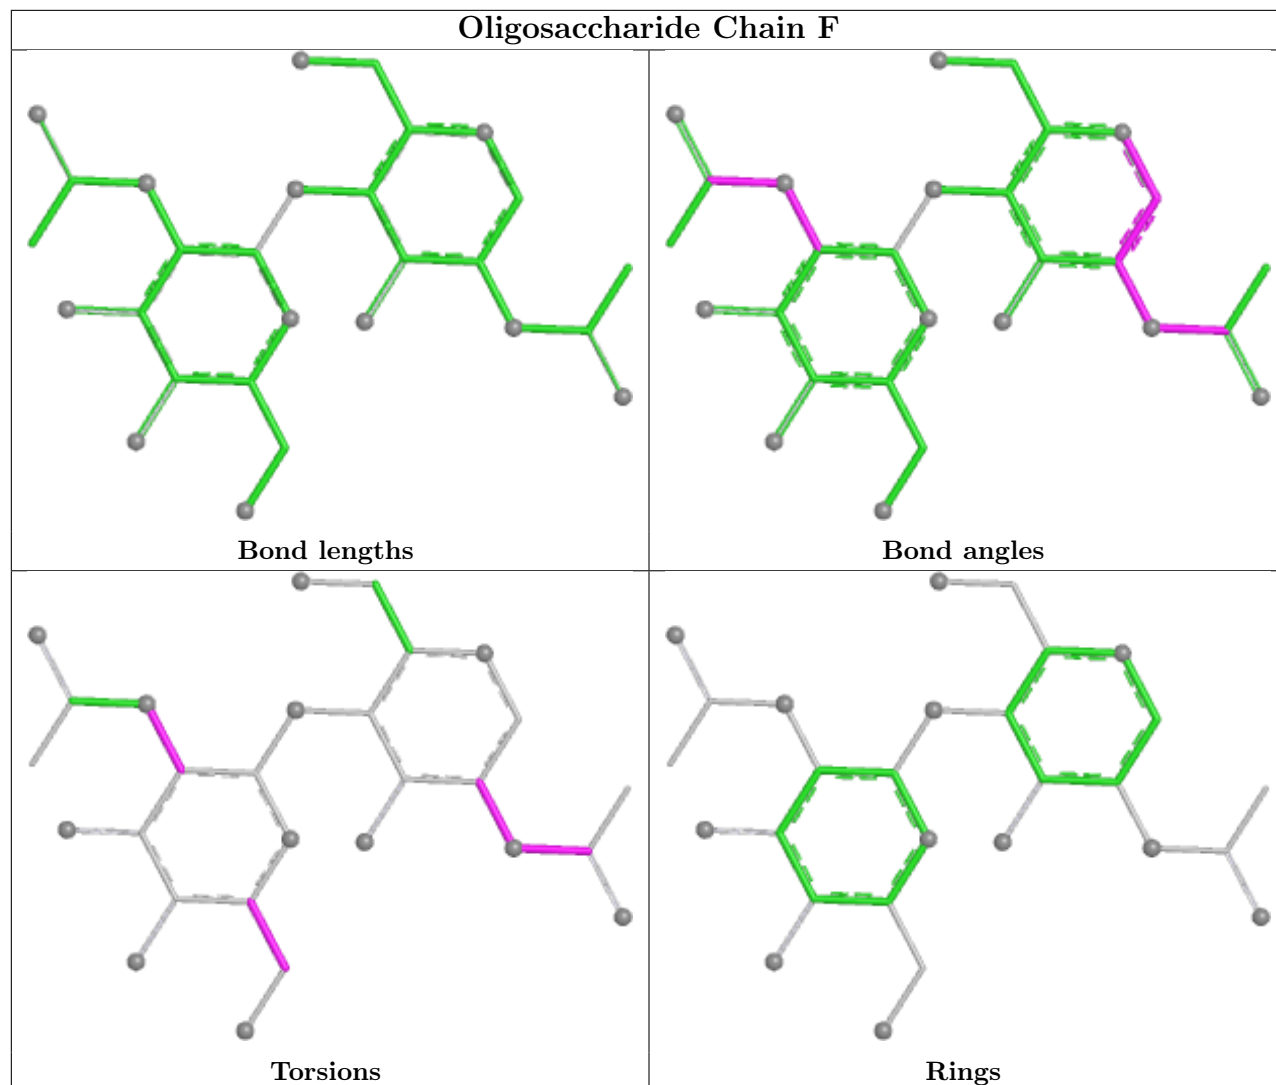 Oligosaccharide Chain F
Bond lengths
Bond angles
Torsions
Rings